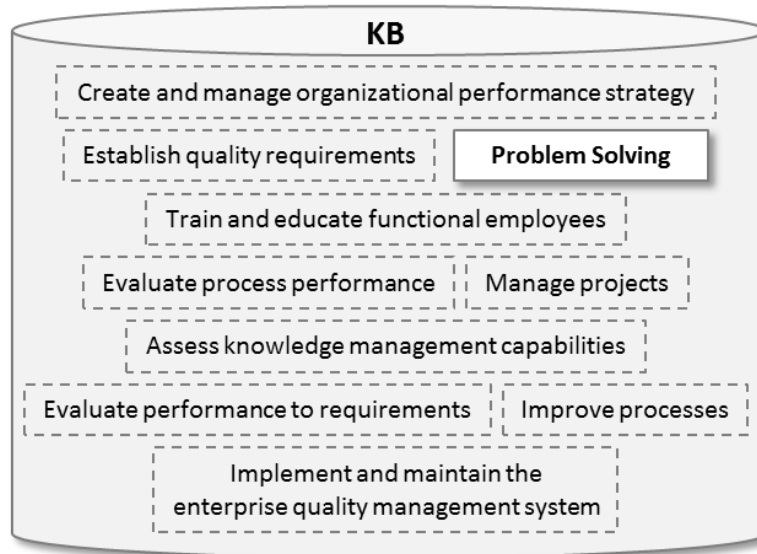 KB
Create and manage organizational performance strategy
Establish quality requirements
Problem Solving
Train and educate functional employees
Evaluate process performance
Manage projects
Assess knowledge management capabilities
Evaluate performance to requirements
Improve processes
Implement and maintain the
enterprise quality management system